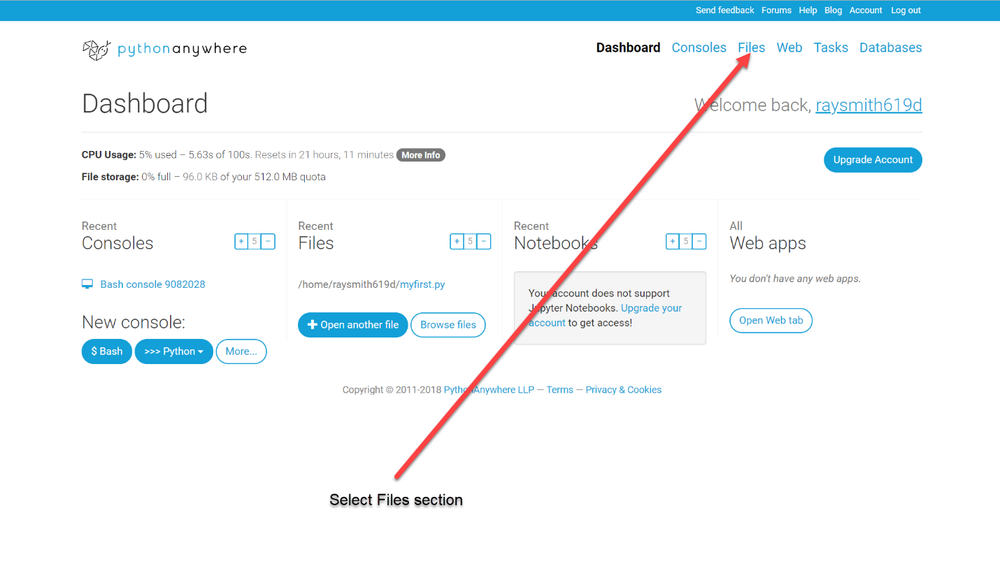 Send feedback Forums Help Blog Account Log out
pythonanywhere
Dashboard Consoles Files Web Tasks Databases
Dashboard
Welcome back, raysmith619d
CPU Usage: 5% used – 5.63s of 100s. Resets in 21 hours, 11 minutes More Info
Upgrade Account
File storage: 0% full – 96.0 KB of your 512.0 MB quota
Recent
Consoles
+ 5 −
Bash console 9082028
New console:
$ Bash >>> Python More...
Recent
Files
+ 5 −
/home/raysmith619d/myfirst.py
Open another file Browse files
Recent
Notebooks
+ 5 −
Your account does not support
Jupyter Notebooks. Upgrade your
account to get access!
All
Web apps
You don't have any web apps.
Open Web tab
Copyright © 2011-2018 PythonAnywhere LLP — Terms — Privacy & Cookies
Select Files section